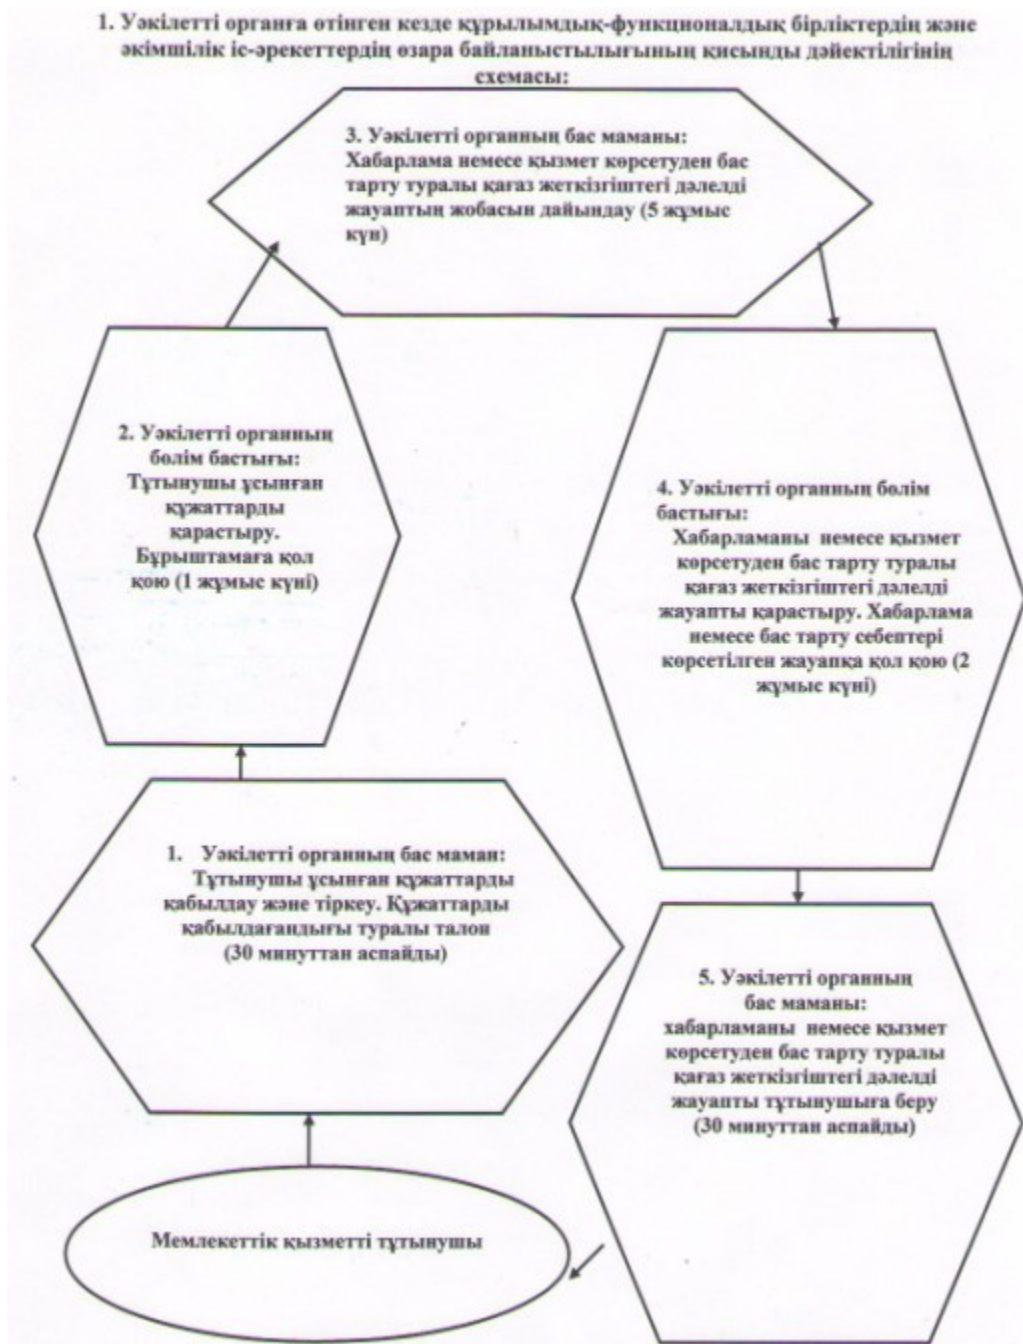 1. Уәкілетті органға өтінген кезде құрылымдық-функционалдық бірліктердің және
әкімшілік іс-әрекеттердің өзара байланыстылығының қисынды дәйектілігінің
схемасы:
3. Уәкілетті органның бас маманы:
Хабарлама немесе қызмет көрсетуден бас
тарту туралы қағаз жеткізгіштегі дәлелді
жауаптың жобасын дайындау (5 жұмыс
күн)
2. Уәкілетті органның
бөлім бастығы:
Тұтынушы ұсынған
құжаттарды
қарастыру.
Бұрыштамаға қол
қою (1 жұмыс күні)
4. Уәкілетті органның бөлім
бастығы:
Хабарламаны немесе қызмет
көрсетуден бас тарту туралы
қағаз жеткізгіштегі дәлелді
жауапты қарастыру. Хабарлама
немесе бас тарту себептері
көрсетілген жауапқа қол қою (2
жұмыс күні)
1. Уәкілетті органның бас маман:
Тұтынушы ұсынған құжаттарды
қабылдау және тіркеу. Құжаттарды
қабылдағандығы туралы талон
(30 минуттан аспайды)
5. Уәкілетті органның
бас маманы:
хабарламаны немесе қызмет
көрсетуден бас тарту туралы
қағаз жеткізгіштегі дәлелді
жауапты тұтынушыға беру
(30 минуттан аспайды)
Мемлекеттік қызметті тұтынушы